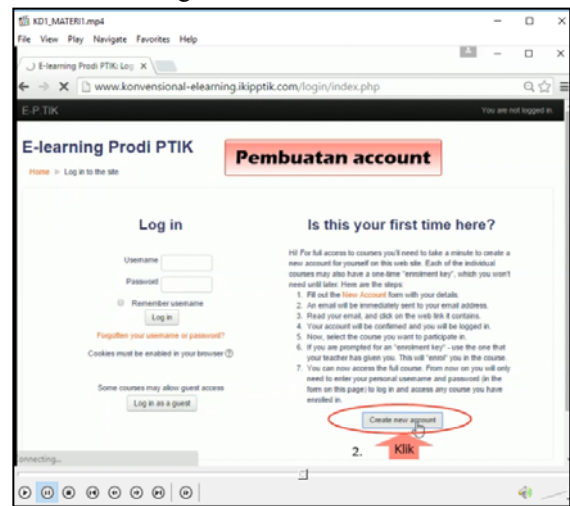 KD1_MATERI1.mp4
File View Play Navigate Favorites Help
E-learning Prodi PTIK: Log
www.konvensional-elearning.ikipptik.com/login/index.php
E-P.TIK
You are not logged in.
E-learning Prodi PTIK
Pembuatan account
Home
Log in to the site
Log in
Username
Password
Remember username
Log in
Forgotten your username or password?
Cookies must be enabled in your browser
Some courses may allow guest access
Log in as a guest
Is this your first time here?
Hi! For full access to courses you'll need to take a minute to create a
new account for yourself on this web site. Each of the individual
courses may also have a one-time "enrolment key", which you won't
need until later. Here are the steps:
1. Fill out the New Account form with your details.
2. An email will be immediately sent to your email address.
3. Read your email, and click on the web link it contains.
4. Your account will be confirmed and you will be logged in.
5. Now, select the course you want to participate in.
6. If you are prompted for an "enrolment key" - use the one that
your teacher has given you. This will "enrol" you in the course.
7. You can now access the full course. From now on you will only
need to enter your personal username and password (in the
form on this page) to log in and access any course you have
enrolled in.
Create new account
2. Klik
onnecting...